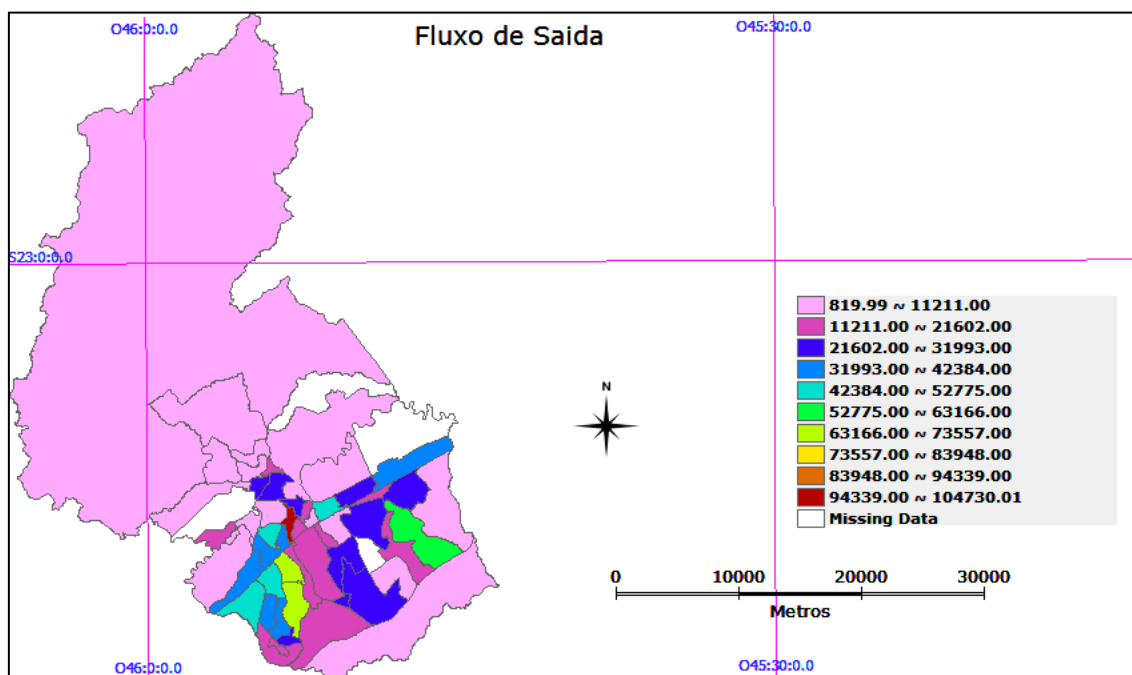 O46:0:0.0
Fluxo de Saida
O45:30:0.0
S23:0:0.0
819.99 ~ 11211.00
11211.00 ~ 21602.00
21602.00 ~ 31993.00
31993.00 ~ 42384.00
42384.00 ~ 52775.00
52775.00 ~ 63166.00
63166.00 ~ 73557.00
73557.00 ~ 83948.00
83948.00 ~ 94339.00
94339.00 ~ 104730.01
Missing Data
N
0 10000 20000 30000
Metros
O46:0:0.0
O45:30:0.0